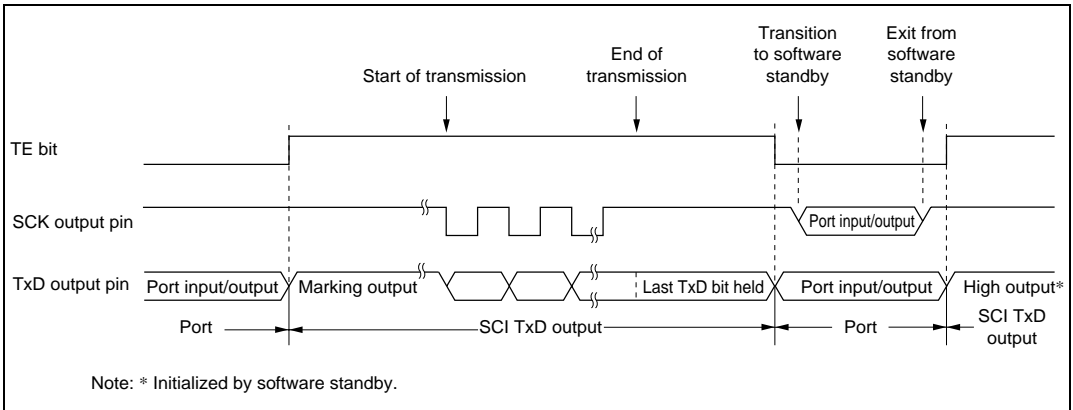 Start of transmission
End of
transmission
Transition
to software
standby
Exit from
software
standby
TE bit
SCK output pin
Port input/output
TxD output pin
Port input/output
Marking output
Last TxD bit held
Port input/output
High output*
Port
SCI TxD output
Port
SCI TxD
output
Note: * Initialized by software standby.